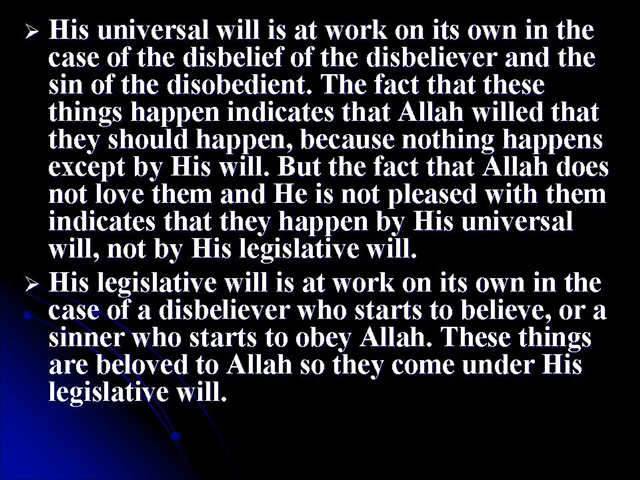 ➢ His universal will is at work on its own in the
case of the disbelief of the disbeliever and the
sin of the disobedient. The fact that these
things happen indicates that Allah willed that
they should happen, because nothing happens
except by His will. But the fact that Allah does
not love them and He is not pleased with them
indicates that they happen by His universal
will, not by His legislative will.
➢ His legislative will is at work on its own in the
case of a disbeliever who starts to believe, or a
sinner who starts to obey Allah. These things
are beloved to Allah so they come under His
legislative will.